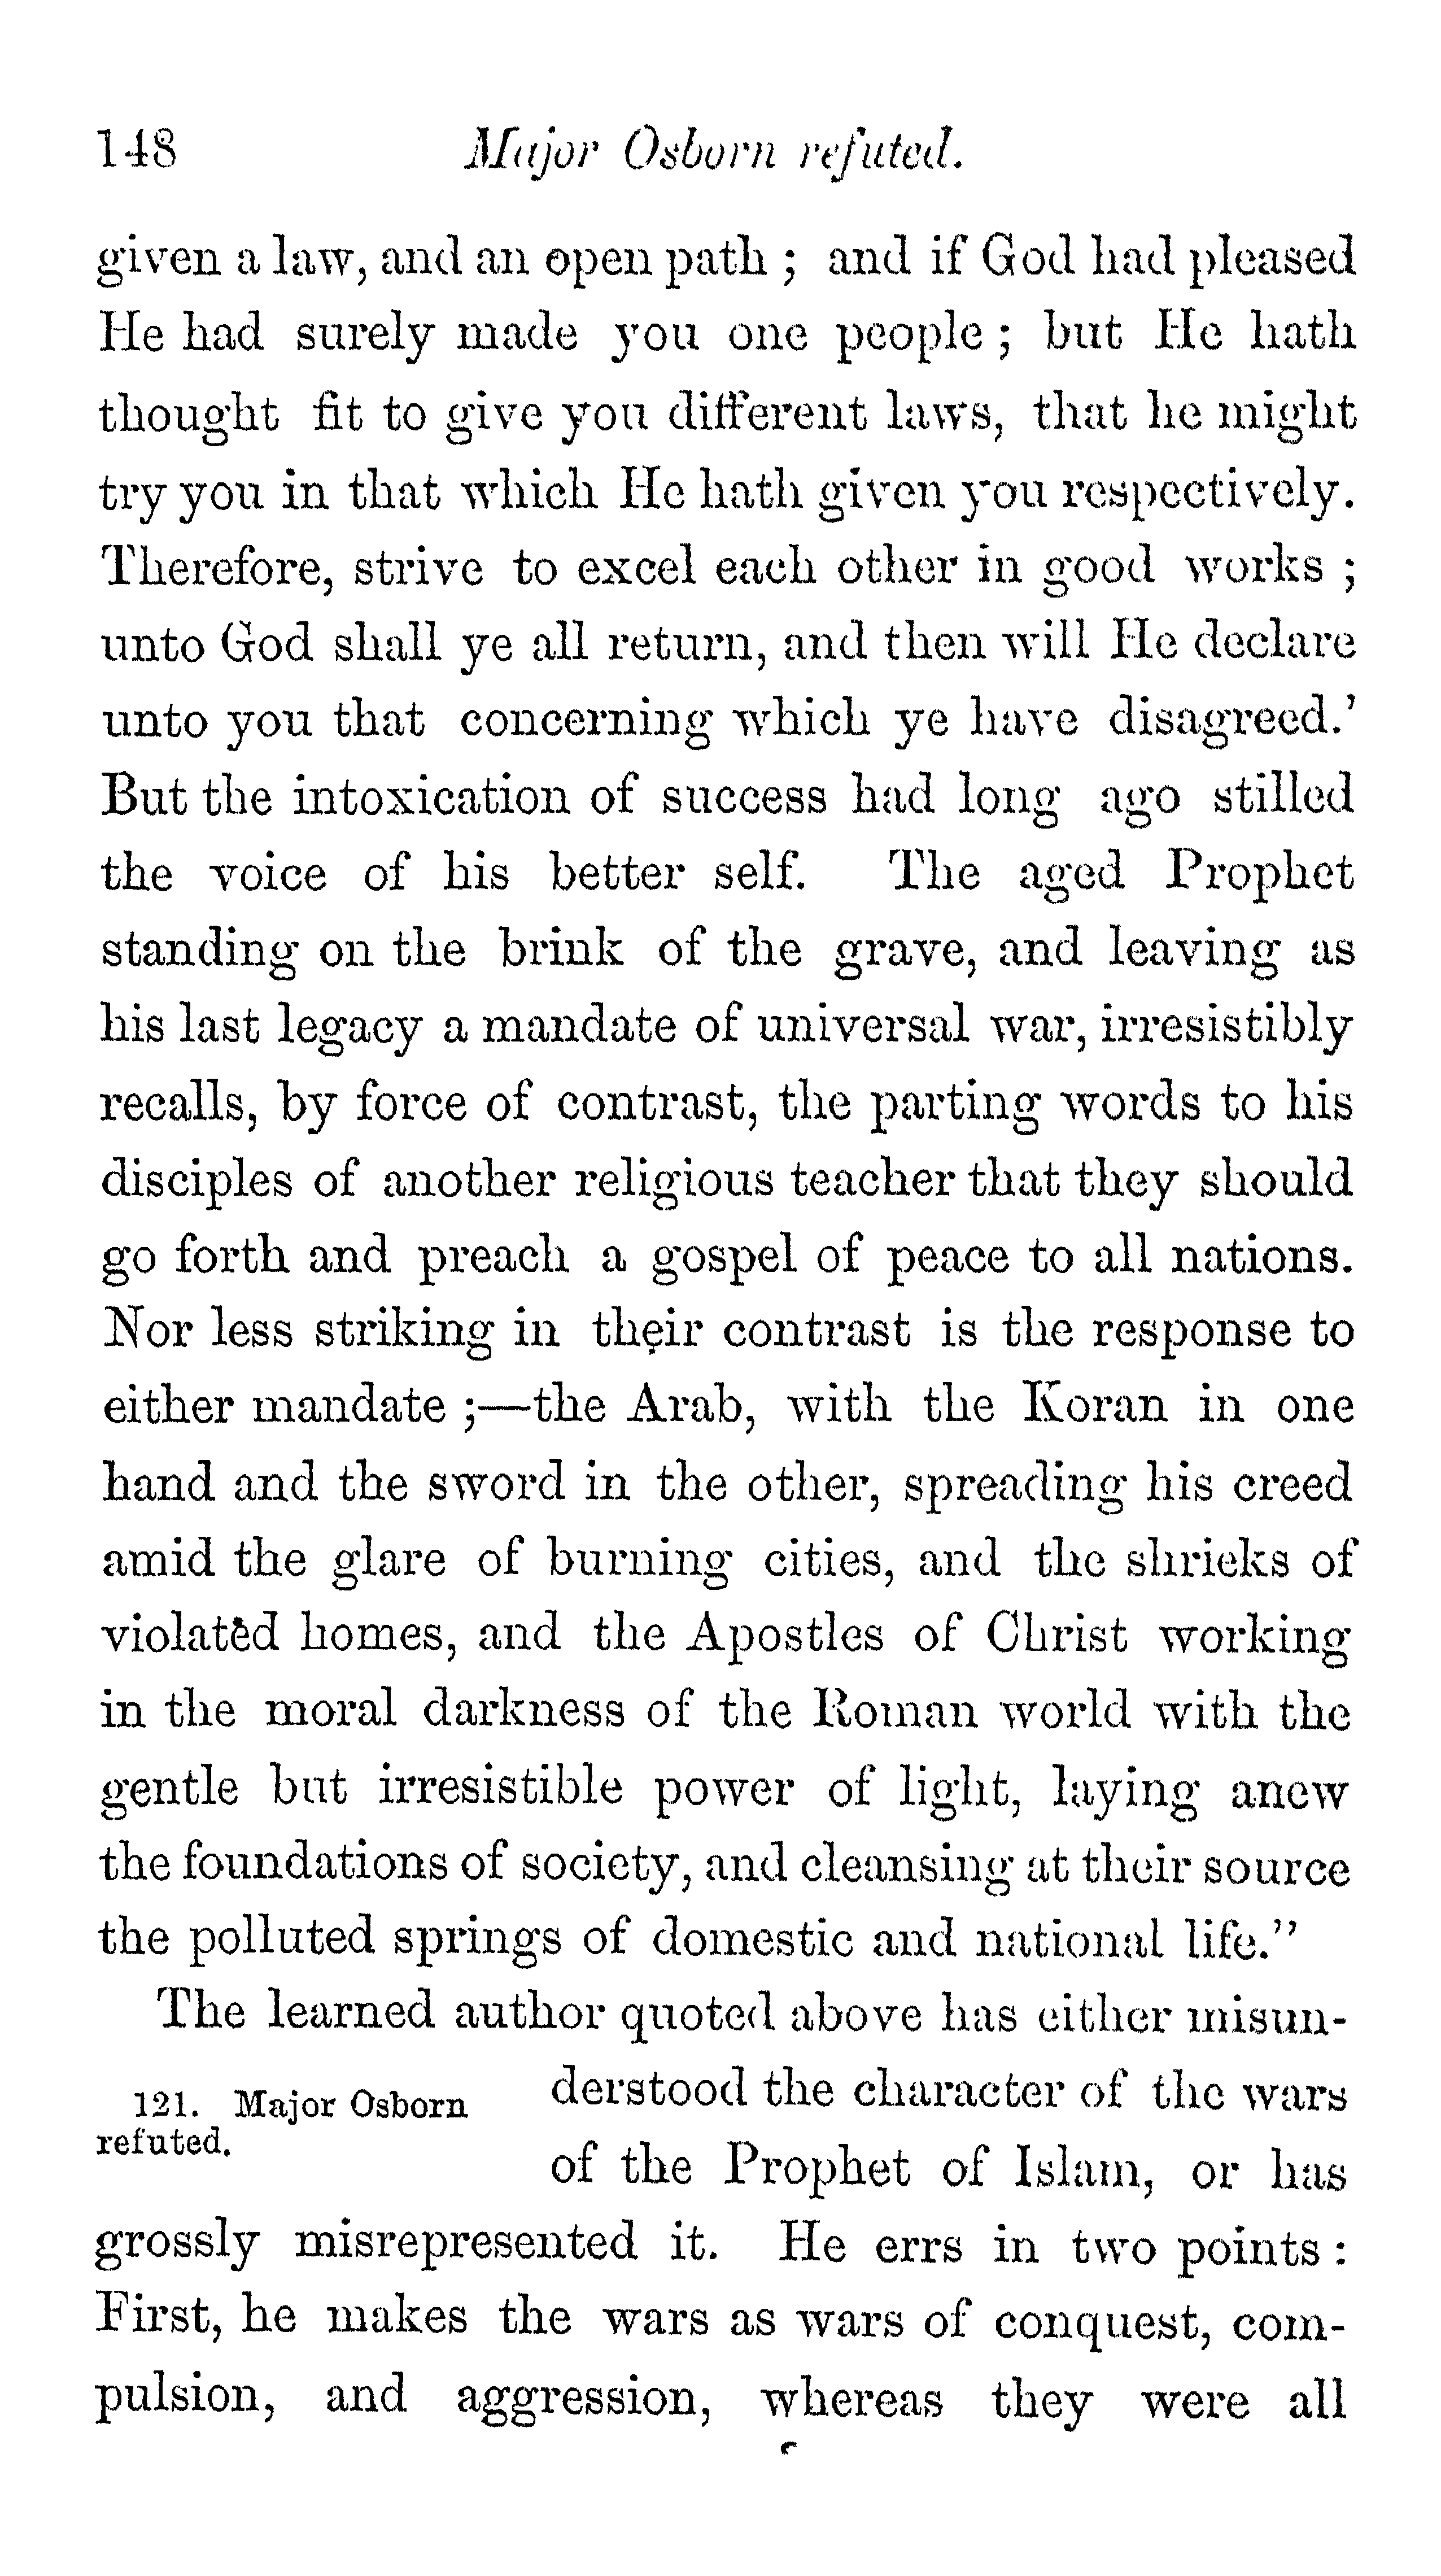 148 Major Osborn refuted.
given a law, and an open path ; and if God had pleased
He had surely made you one people ; but He hath
thought fit to give you different laws, that he might
try you in that which He hath given you respectively.
Therefore, strive to excel each other in good works ;
unto God shall ye all return, and then will He declare
unto you that concerning which ye have disagreed.'
But the intoxication of success had long ago stilled
the voice of his better self. The aged Prophet
standing on the brink of the grave, and leaving as
his last legacy a mandate of universal war, irresistibly
recalls, by force of contrast, the parting words to his
disciples of another religious teacher that they should
go forth and preach a gospel of peace to all nations.
Nor less striking in their contrast is the response to
either mandate ;—the Arab, with the Koran in one
hand and the sword in the other, spreading his creed
amid the glare of burning cities, and the shrieks of
violated homes, and the Apostles of Christ working
in the moral darkness of the Roman world with the
gentle but irresistible power of light, laying anew
the foundations of society, and cleansing at their source
the polluted springs of domestic and national life."
The learned author quoted above has either misun-
121. Major Osborn
refuted.
derstood the character of the wars
of the Prophet of Islam, or has
grossly misrepresented it. He errs in two points :
First, he makes the wars as wars of conquest, com-
pulsion, and aggression, whereas they were all